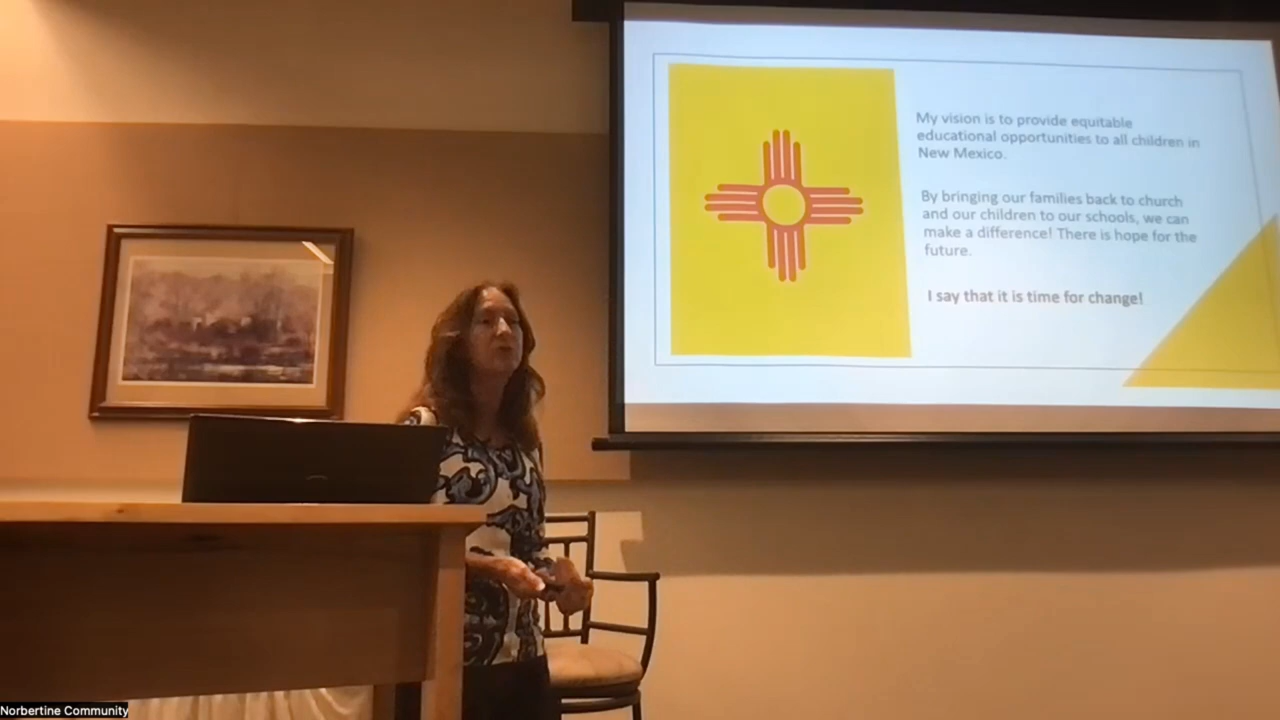 My vision is to provide equitable
educational opportunities to all children in
New Mexico.
By bringing our families back to church
and our children to our schools, we can
make a difference! There is hope for the
future.
I say that it is time for change!
Norbertine Community